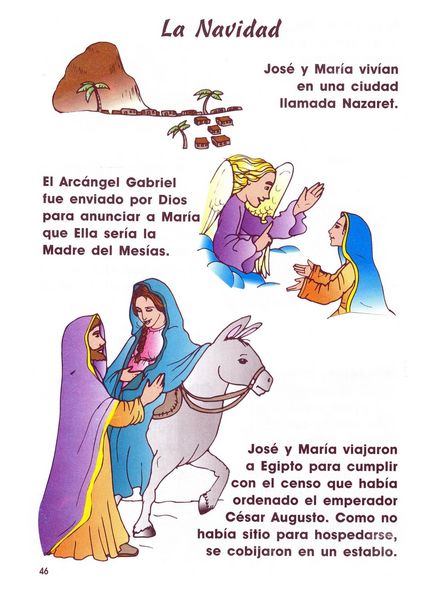 La Navidad
José y María vivían
en una ciudad
llamada Nazaret.
El Arcángel Gabriel
fue enviado por Dios
para anunciar a María
que Ella sería la
Madre del Mesías.
José y María viajaron
a Egipto para cumplir
con el censo que había
ordenado el emperador
César Augusto. Como no
había sitio para hospedarse,
se cobijaron en un establo.
46